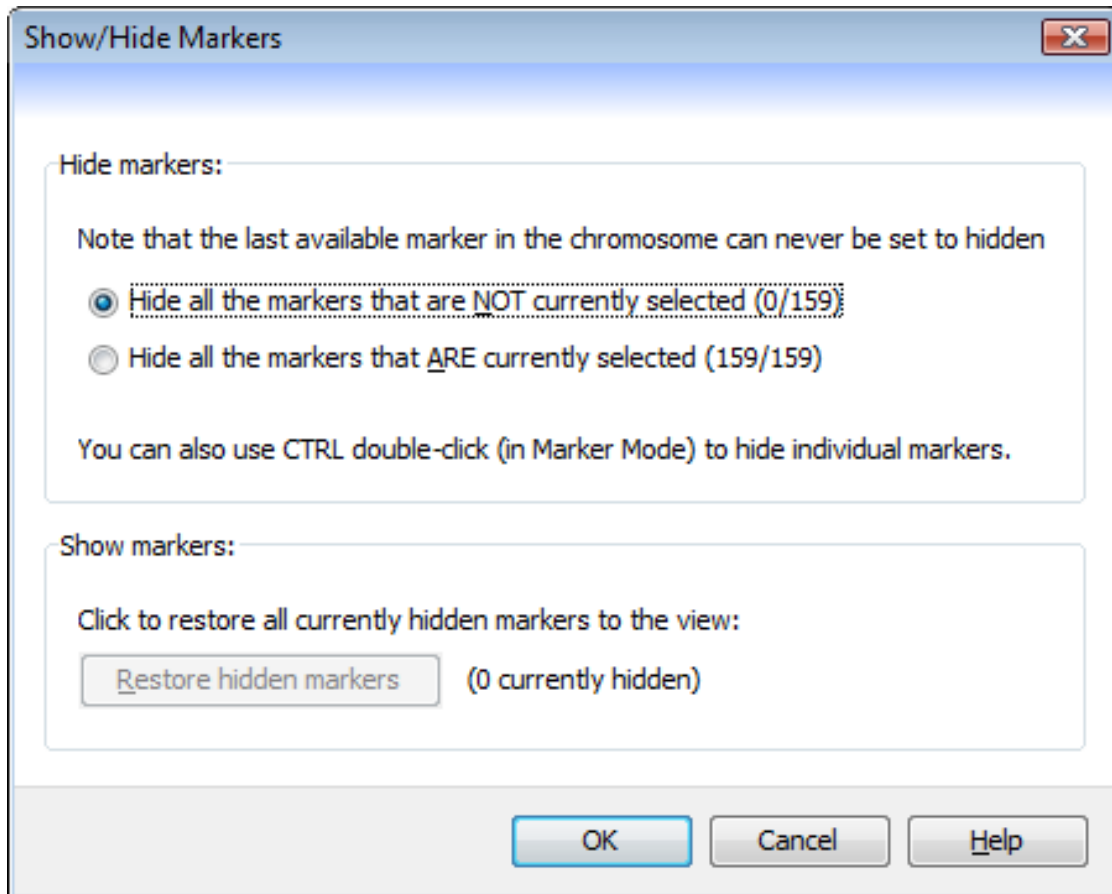 Show/Hide Markers
Hide markers:
Note that the last available marker in the chromosome can never be set to hidden
Hide all the markers that are NOT currently selected (0/159)
Hide all the markers that ARE currently selected (159/159)
You can also use CTRL double-click (in Marker Mode) to hide individual markers.
Show markers:
Click to restore all currently hidden markers to the view:
Restore hidden markers (0 currently hidden)
OK Cancel Help